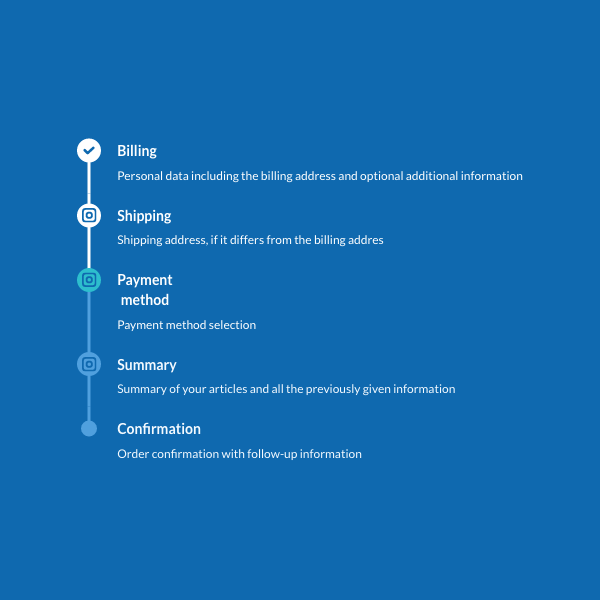 Billing
Personal data including the billing address and optional additional information
Shipping
Shipping address, if it differs from the billing addres
Payment
method
Payment method selection
Summary
Summary of your articles and all the previously given information
Confirmation
Order confirmation with follow-up information